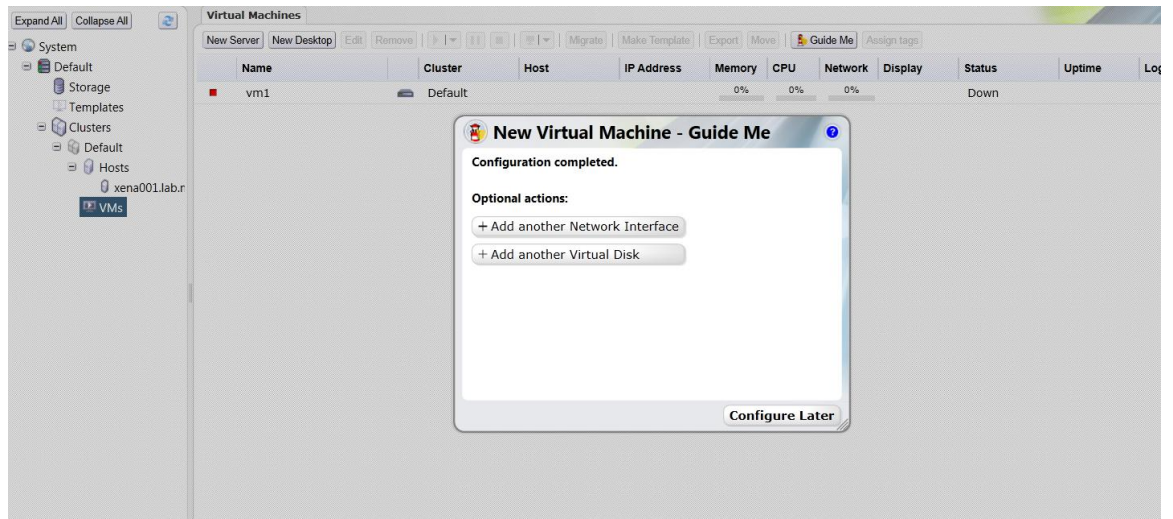 Expand All Collapse All
System
Default
Storage
Templates
Clusters
Default
Hosts
xena001.lab.r
VMs
Virtual Machines
New Server New Desktop Edit Remove Migrate Make Template Export Move Guide Me Assign tags
Name Cluster Host IP Address Memory CPU Network Display Status Uptime Log
vm1 Default 0% 0% 0% Down
New Virtual Machine - Guide Me ?
Configuration completed.
Optional actions:
+ Add another Network Interface
+ Add another Virtual Disk
Configure Later